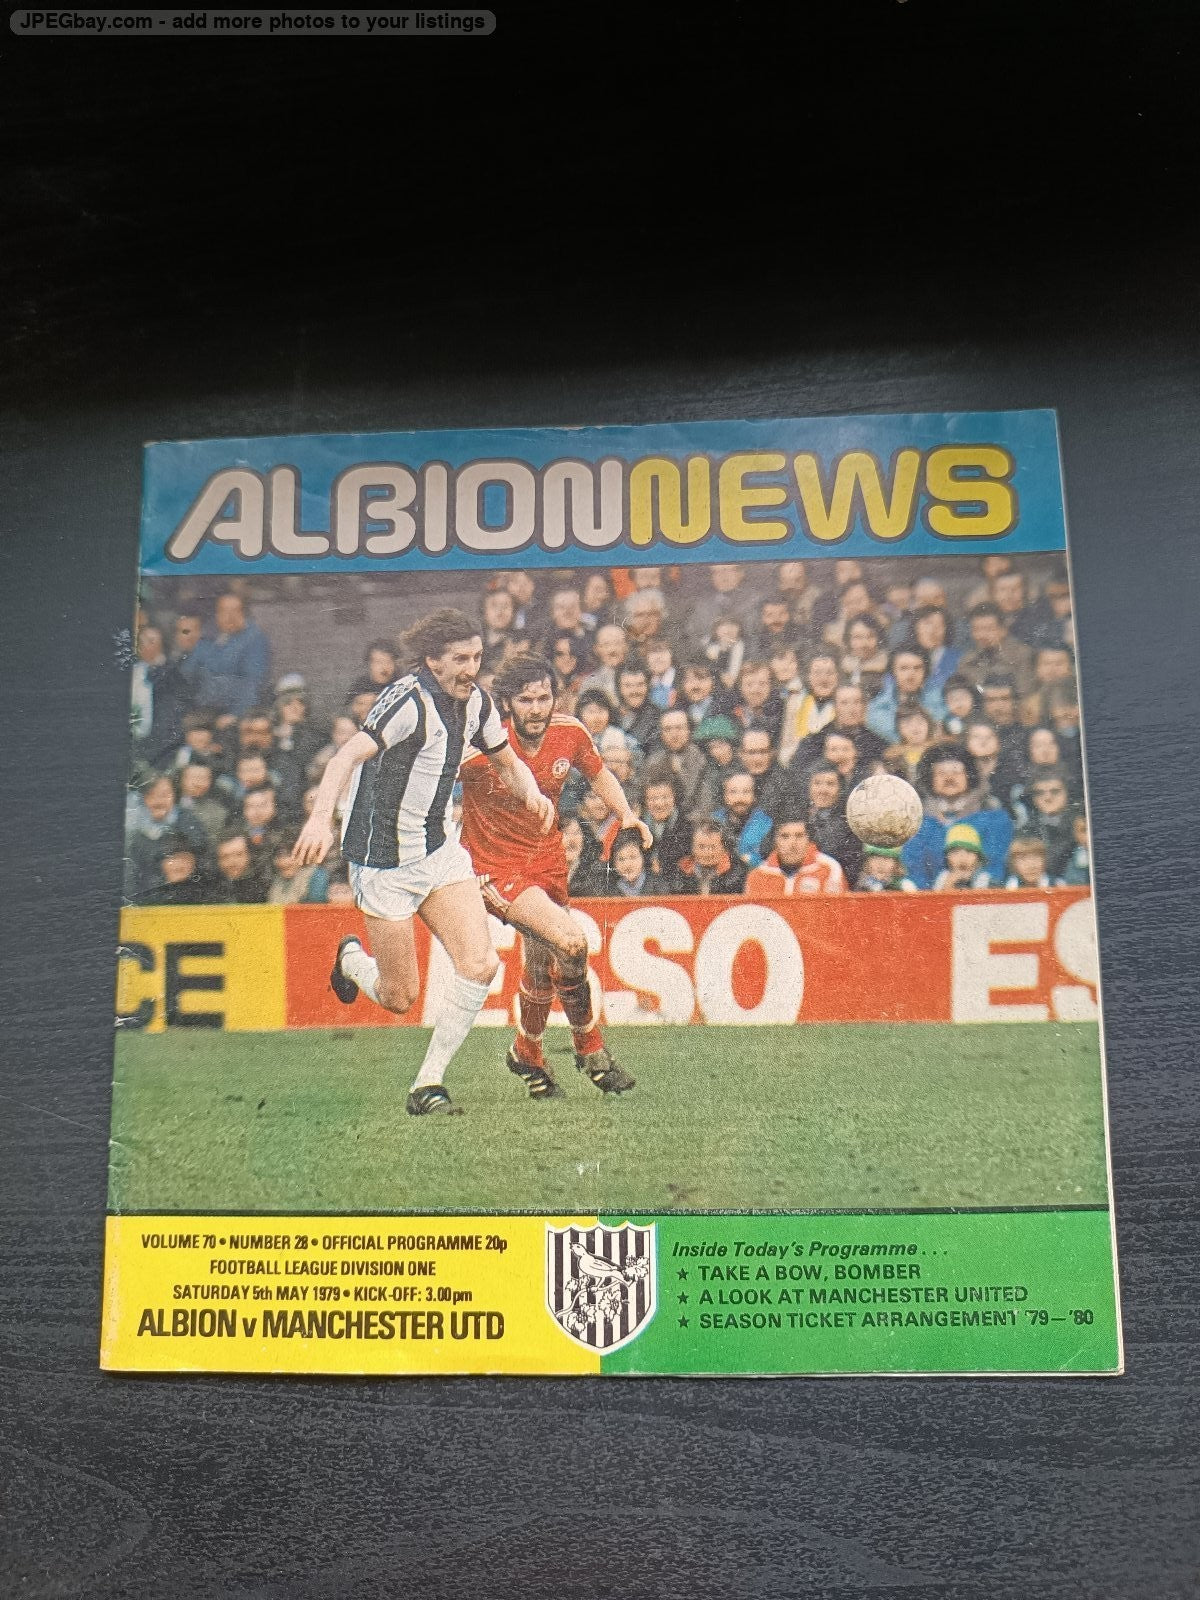 JPEGbay.com - add more photos to your listings
ALBIONNEWS
CE ESSO ES
VOLUME 70 • NUMBER 28 • OFFICIAL PROGRAMME 20p
FOOTBALL LEAGUE DIVISION ONE
SATURDAY 5th MAY 1979 • KICK-OFF: 3.00pm
ALBION v MANCHESTER UTD
Inside Today's Programme . . .
★ TAKE A BOW, BOMBER
★ A LOOK AT MANCHESTER UNITED
★ SEASON TICKET ARRANGEMENT '79—'80